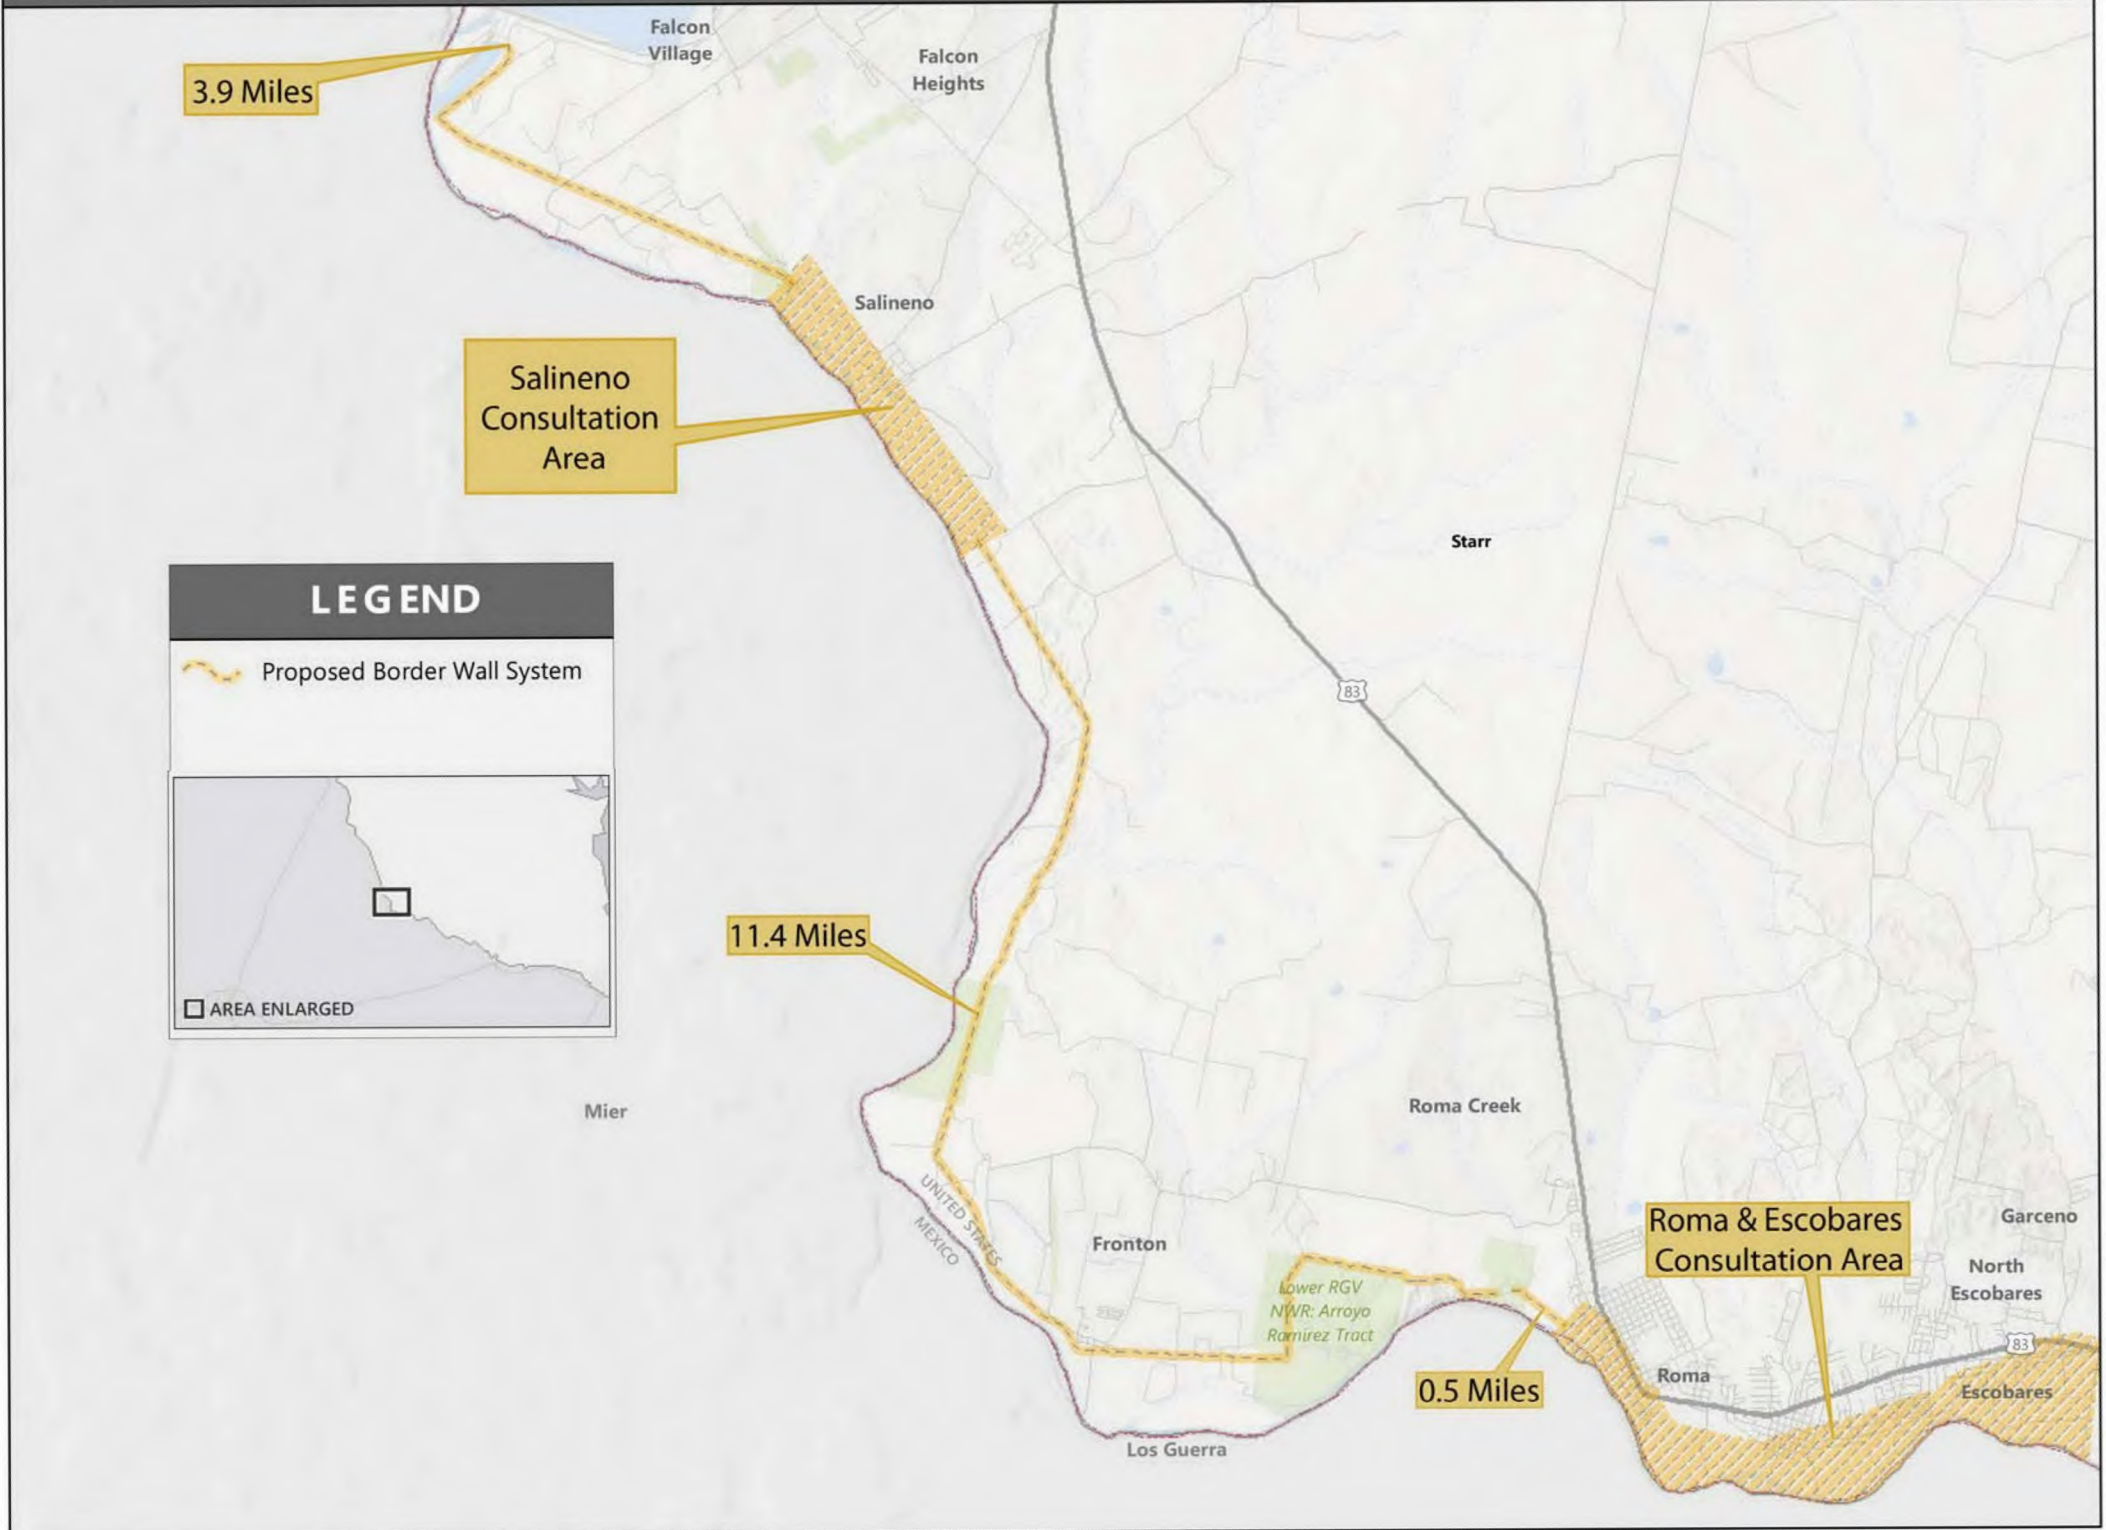 Falcon
Village
Falcon
Heights
3.9 Miles
Salineno
Salineno
Consultation
Area
Starr
LEGEND
Proposed Border Wall System
83
AREA ENLARGED
11.4 Miles
Mier
Roma Creek
UNITED STATES
MEXICO
Fronton
Lower RGV
NWR: Arroyo
Ramirez Tract
Roma & Escobares
Consultation Area
Garceno
North
Escobares
83
0.5 Miles
Roma
Escobares
Los Guerra